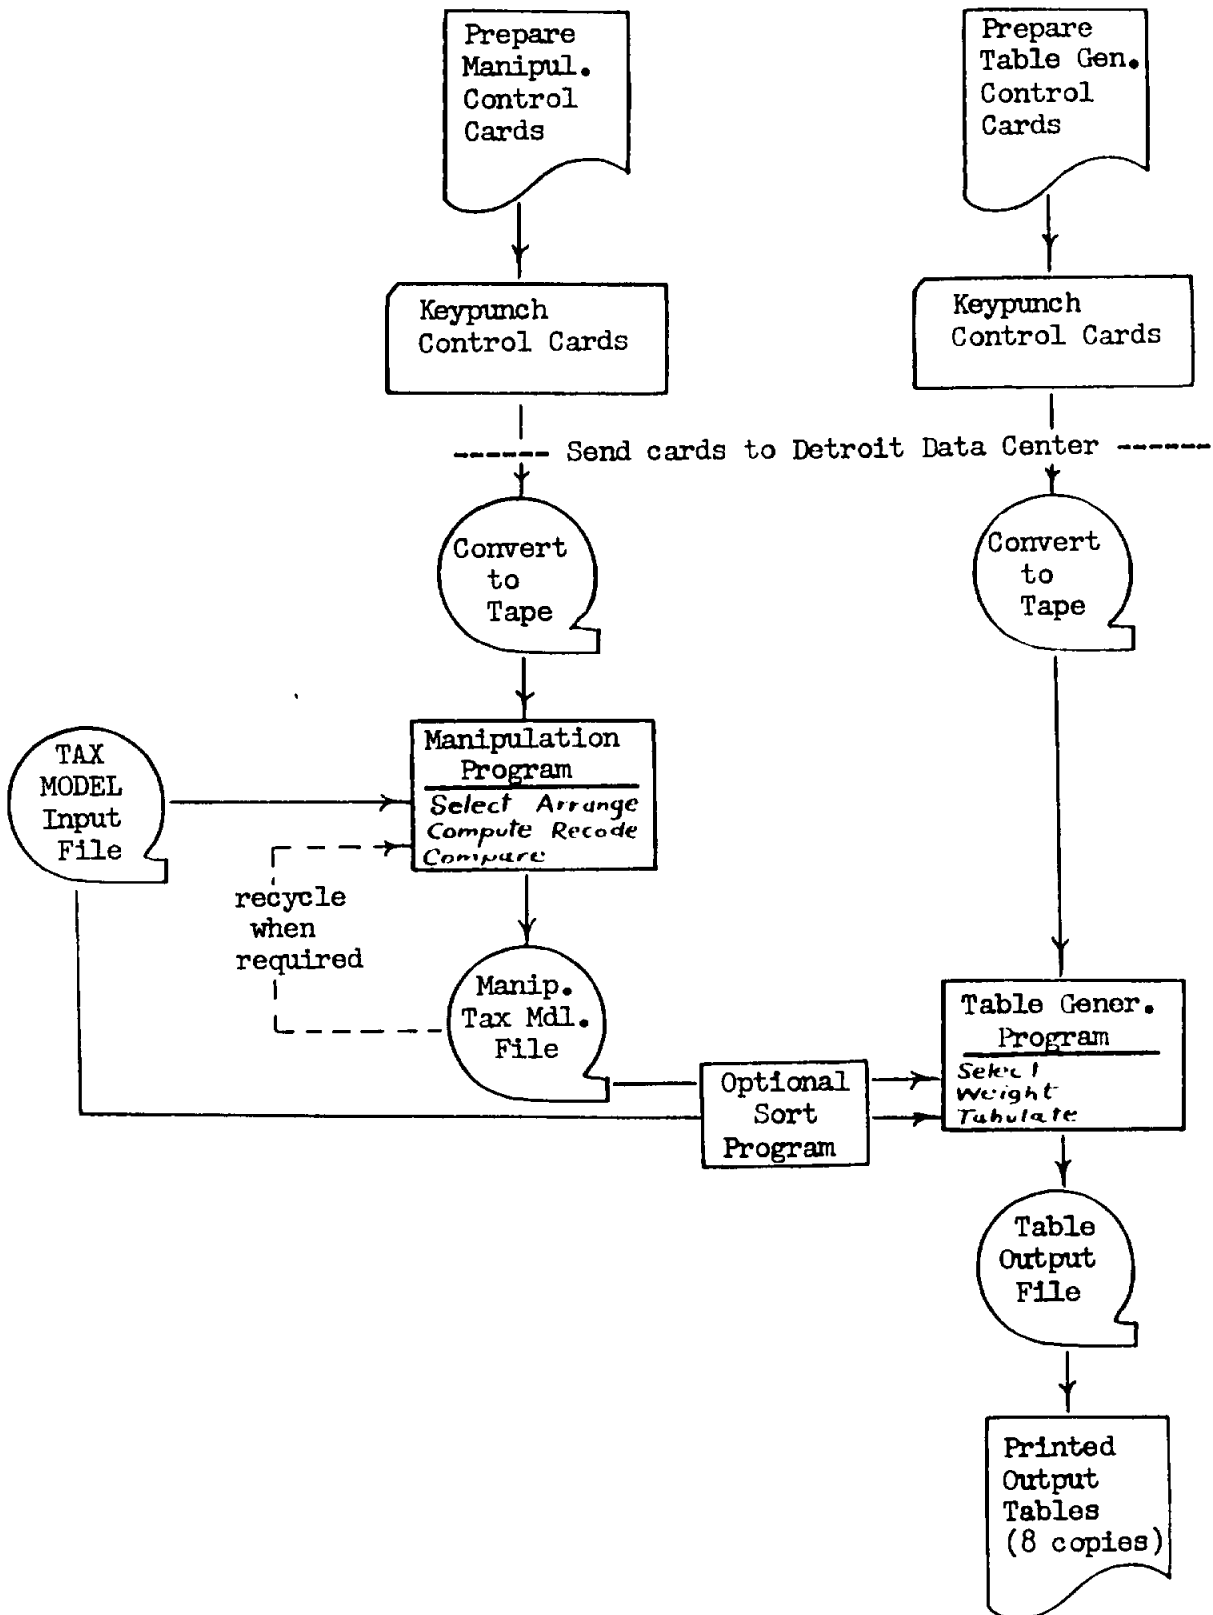 Prepare
Manipul.
Control
Cards
Prepare
Table Gen.
Control
Cards
Keypunch
Control Cards
Keypunch
Control Cards
------ Send cards to Detroit Data Center ------
Convert
to
Tape
Convert
to
Tape
TAX
MODEL
Input
File
Manipulation
Program
Select Arrange
Compute Recode
Compare
recycle
when
required
Manip.
Tax Mdl.
File
Optional
Sort
Program
Table Gener.
Program
Select
Weight
Tabulate
Table
Output
File
Printed
Output
Tables
(8 copies)